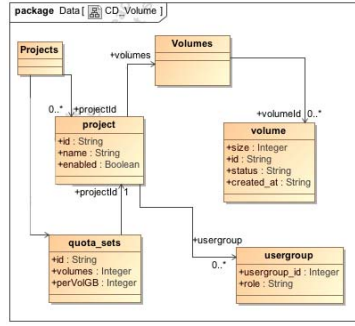 package Data [ CD_Volume ]
Projects
Volumes
+volumes
0..* +projectId
+volumeId 0..*
project
+id : String
+name : String
+enabled : Boolean
volume
+size : Integer
+id : String
+status : String
+created_at : String
+projectId 1
+usergroup
0..*
quota_sets
+id : String
+volumes : Integer
+perVolGB : Integer
usergroup
+usergroup_id : Integer
+role : String